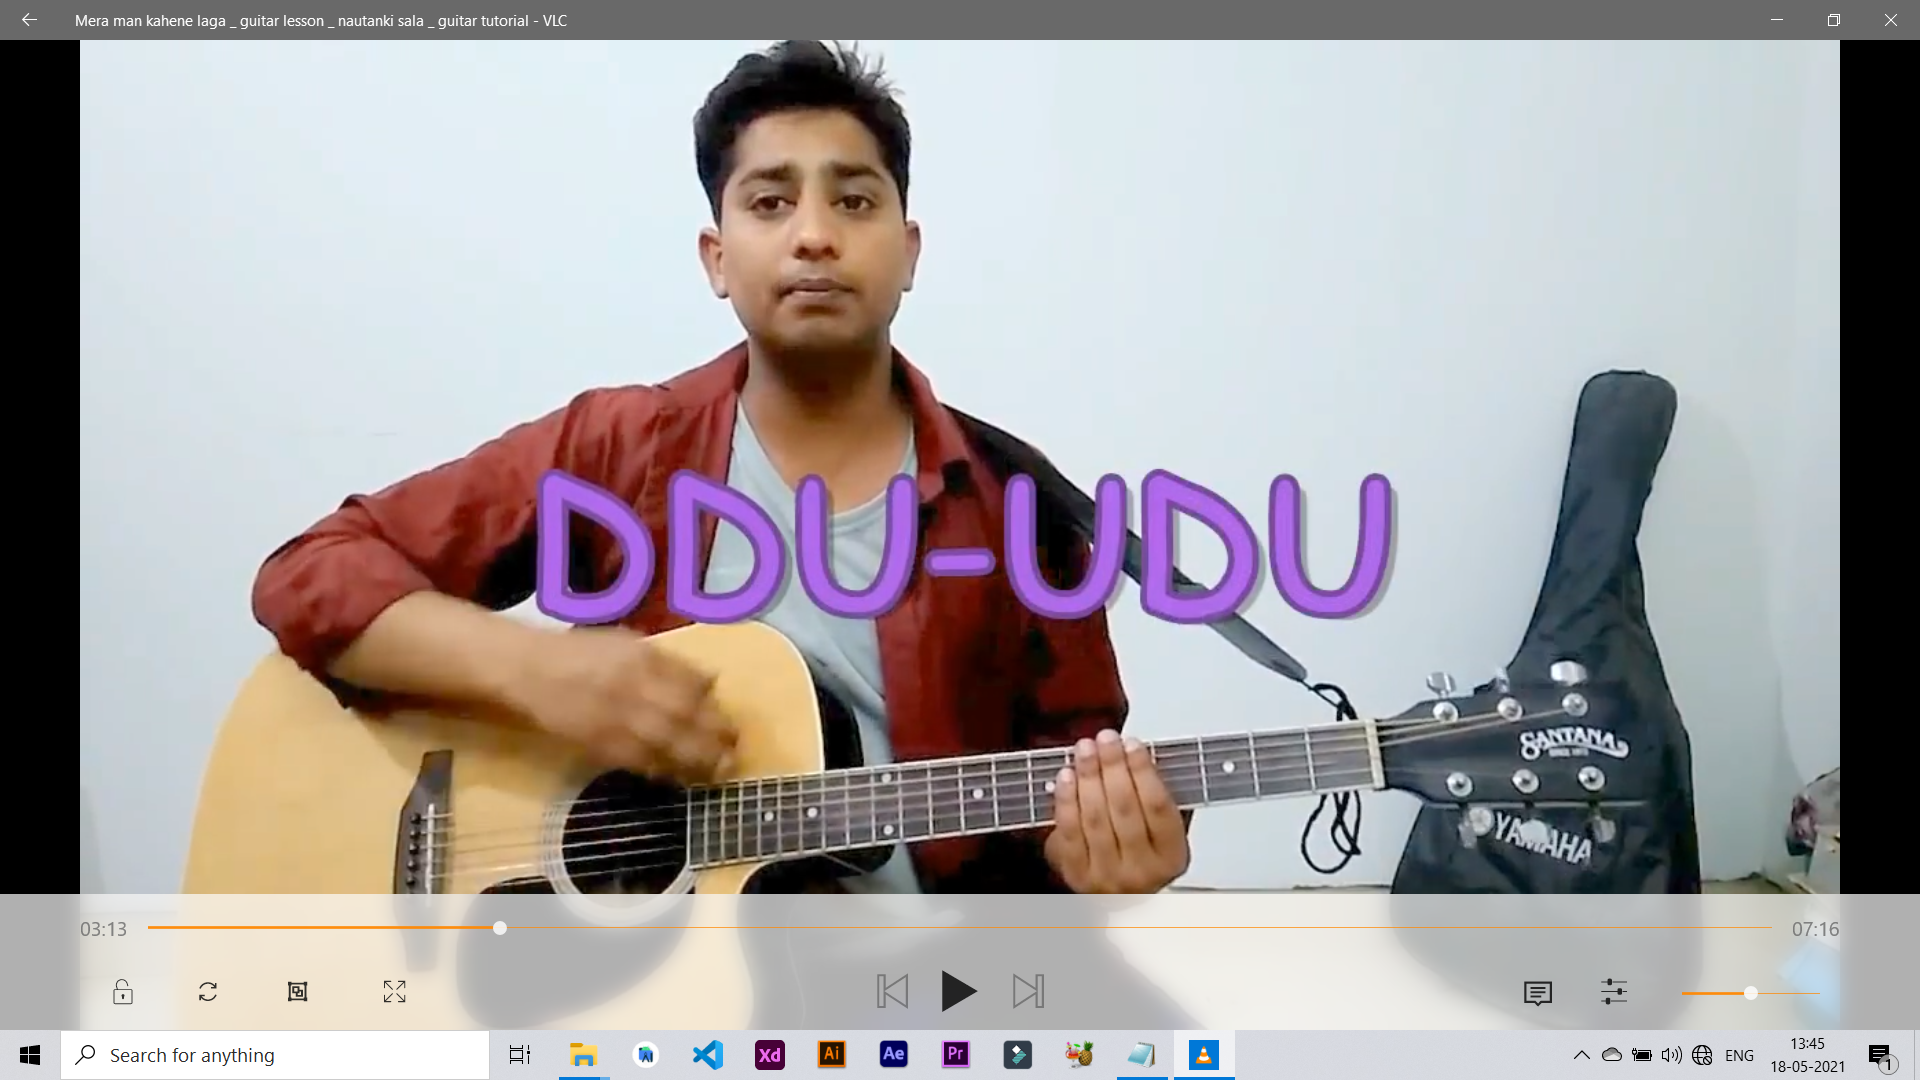 Mera man kahene laga _ guitar lesson _ nautanki sala _ guitar tutorial - VLC
DDU-UDU
SANTANA
YAMAHA
03:13
07:16
Search for anything
Xd
Ai
Ae
Pr
ENG
13:45
18-05-2021
1